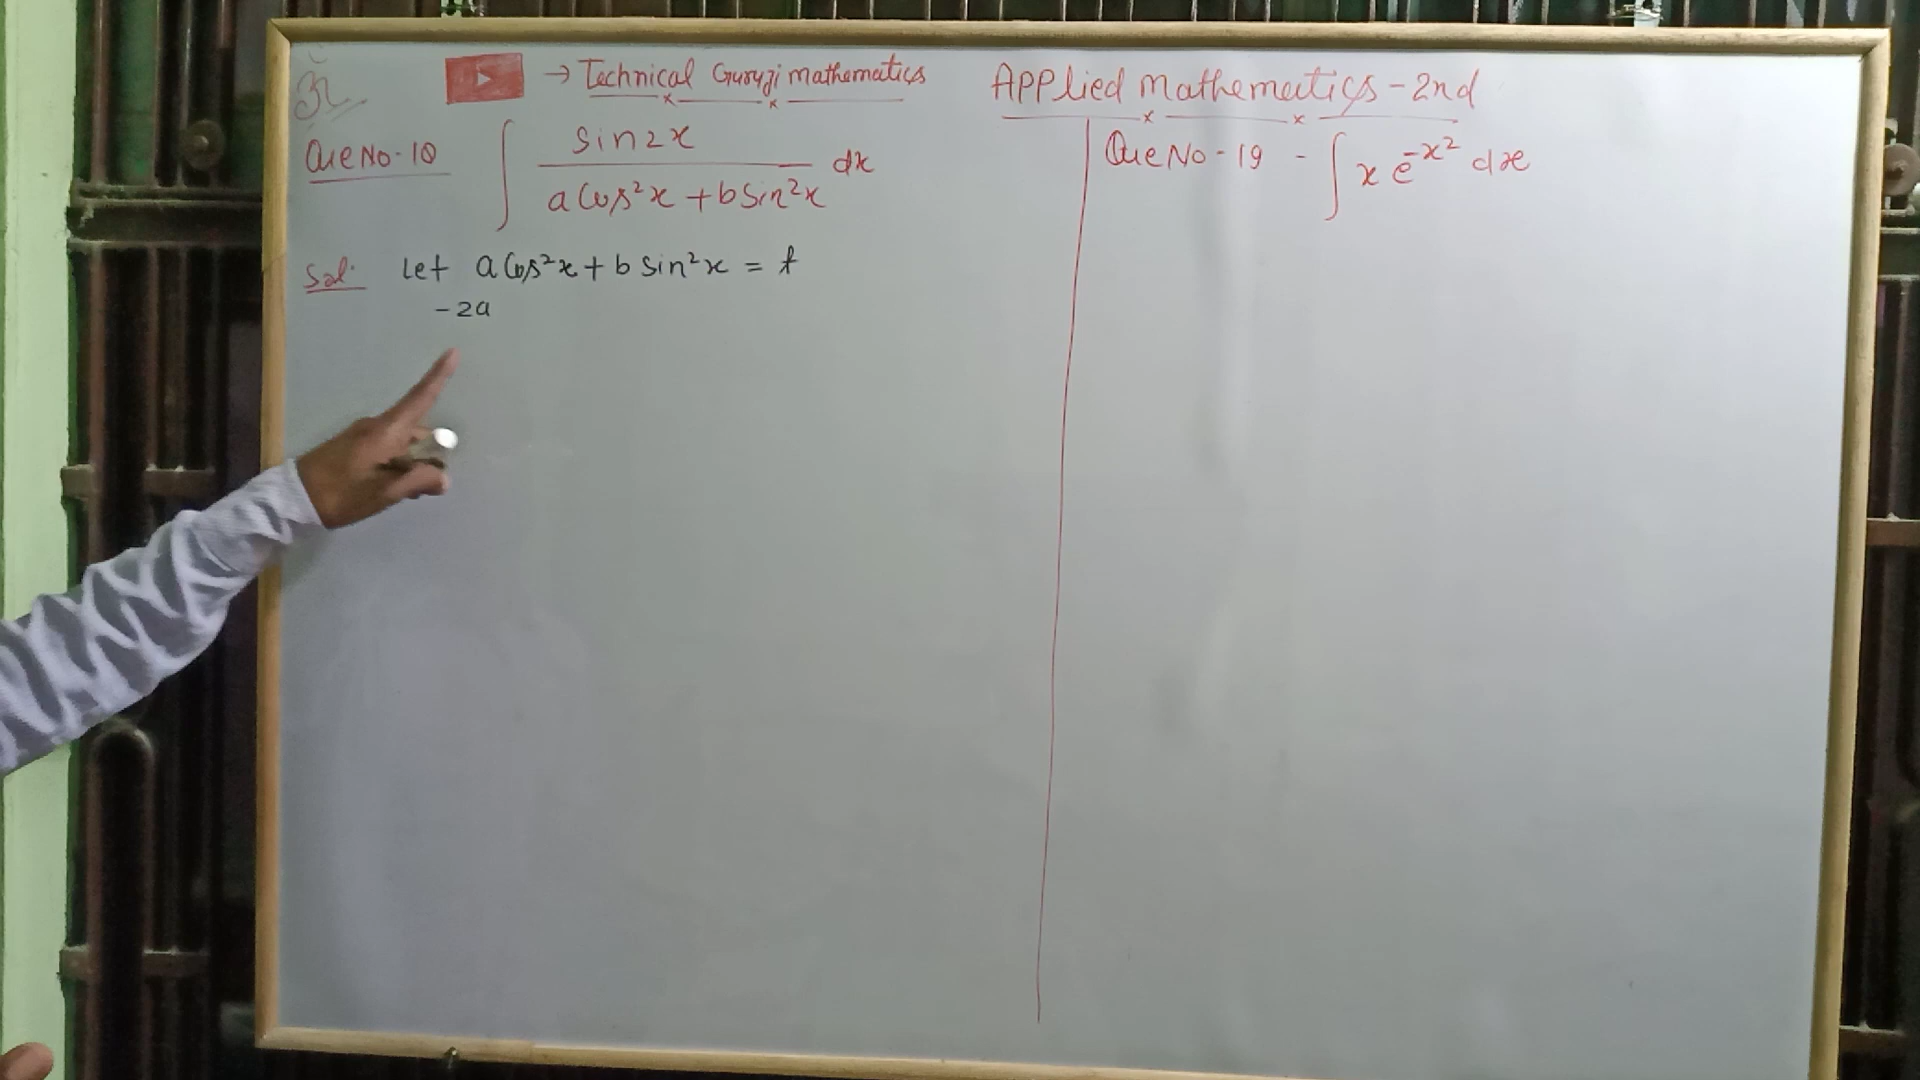 ॐ
→ Technical Guruji mathematics
Applied Mathematics - 2nd
Que No - 10 ∫ sin2x / (a Cos²x + b Sin²x) dx
Sol: Let a Cos²x + b Sin²x = t
- 2a
Que No - 19 - ∫ x e^(-x²) dx